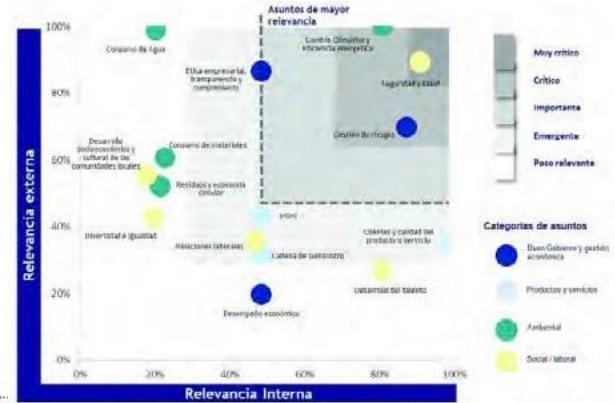 Asuntos de mayor
relevancia
100%
80%
60%
40%
20%
0%
Relevancia externa
Consumo de Agua
Cambio Climático y
eficiencia energética
Ética empresarial,
transparencia y
cumplimiento
Seguridad y salud
Gestión de riesgos
Desarrollo
socioeconómico y
cultural de las
comunidades locales
Consumo de materiales
Residuos y economía
circular
Diversidad e igualdad
Relaciones laborales
Clientes y calidad del
producto o servicio
Cadena de suministro
Desarrollo del talento
Desempeño económico
0%
20%
40%
60%
80%
100%
Relevancia Interna
Muy crítico
Crítico
Importante
Emergente
Poco relevante
Categorías de asuntos
Buen Gobierno y gestión
económico
Productos y servicios
Ambiental
Social / laboral